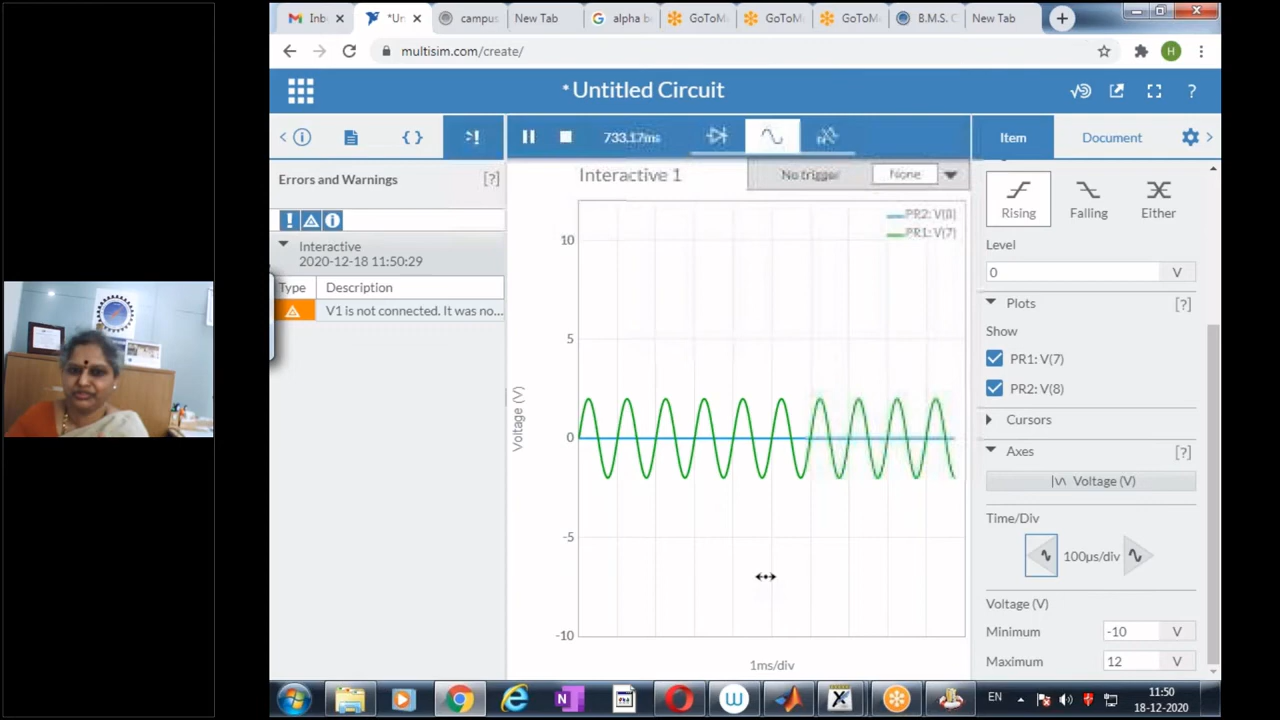 Inb
*Un
campus
New Tab
alpha b
GoToM
GoToM
GoToM
B.M.S. C
New Tab
multisim.com/create/
H
* Untitled Circuit
?
733.17ms
Item
Document
Errors and Warnings
[?]
Interactive
2020-12-18 11:50:29
Type
Description
V1 is not connected. It was no...
Interactive 1
No trigger
None
PR2: V(8)
PR1: V(7)
10
5
0
-5
-10
Voltage (V)
1ms/div
Rising
Falling
Either
Level
0
V
Plots
[?]
Show
PR1: V(7)
PR2: V(8)
Cursors
Axes
[?]
Voltage (V)
Time/Div
100µs/div
Voltage (V)
Minimum
-10
V
Maximum
12
V
EN
11:50
18-12-2020